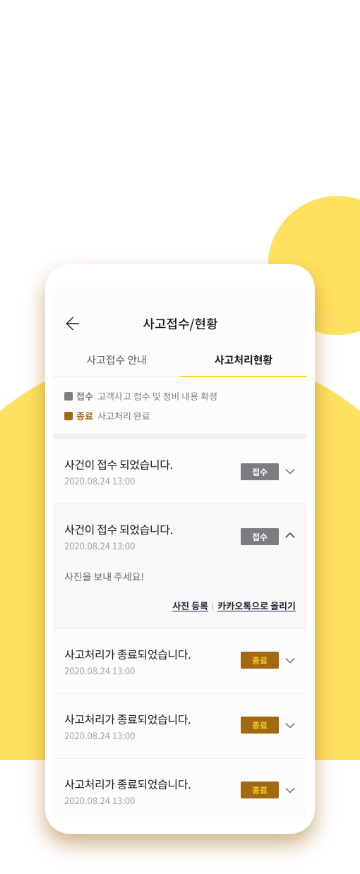 사고접수/현황
사고접수 안내 사고처리현황
접수 고객사고 접수 및 정비 내용 확정
종료 사고처리 완료
사건이 접수 되었습니다.
접수
2020.08.24 13:00
사건이 접수 되었습니다.
접수
2020.08.24 13:00
사진을 보내 주세요!
사진 등록 | 카카오톡으로 올리기
사고처리가 종료되었습니다.
종료
2020.08.24 13:00
사고처리가 종료되었습니다.
종료
2020.08.24 13:00
사고처리가 종료되었습니다.
종료
2020.08.24 13:00